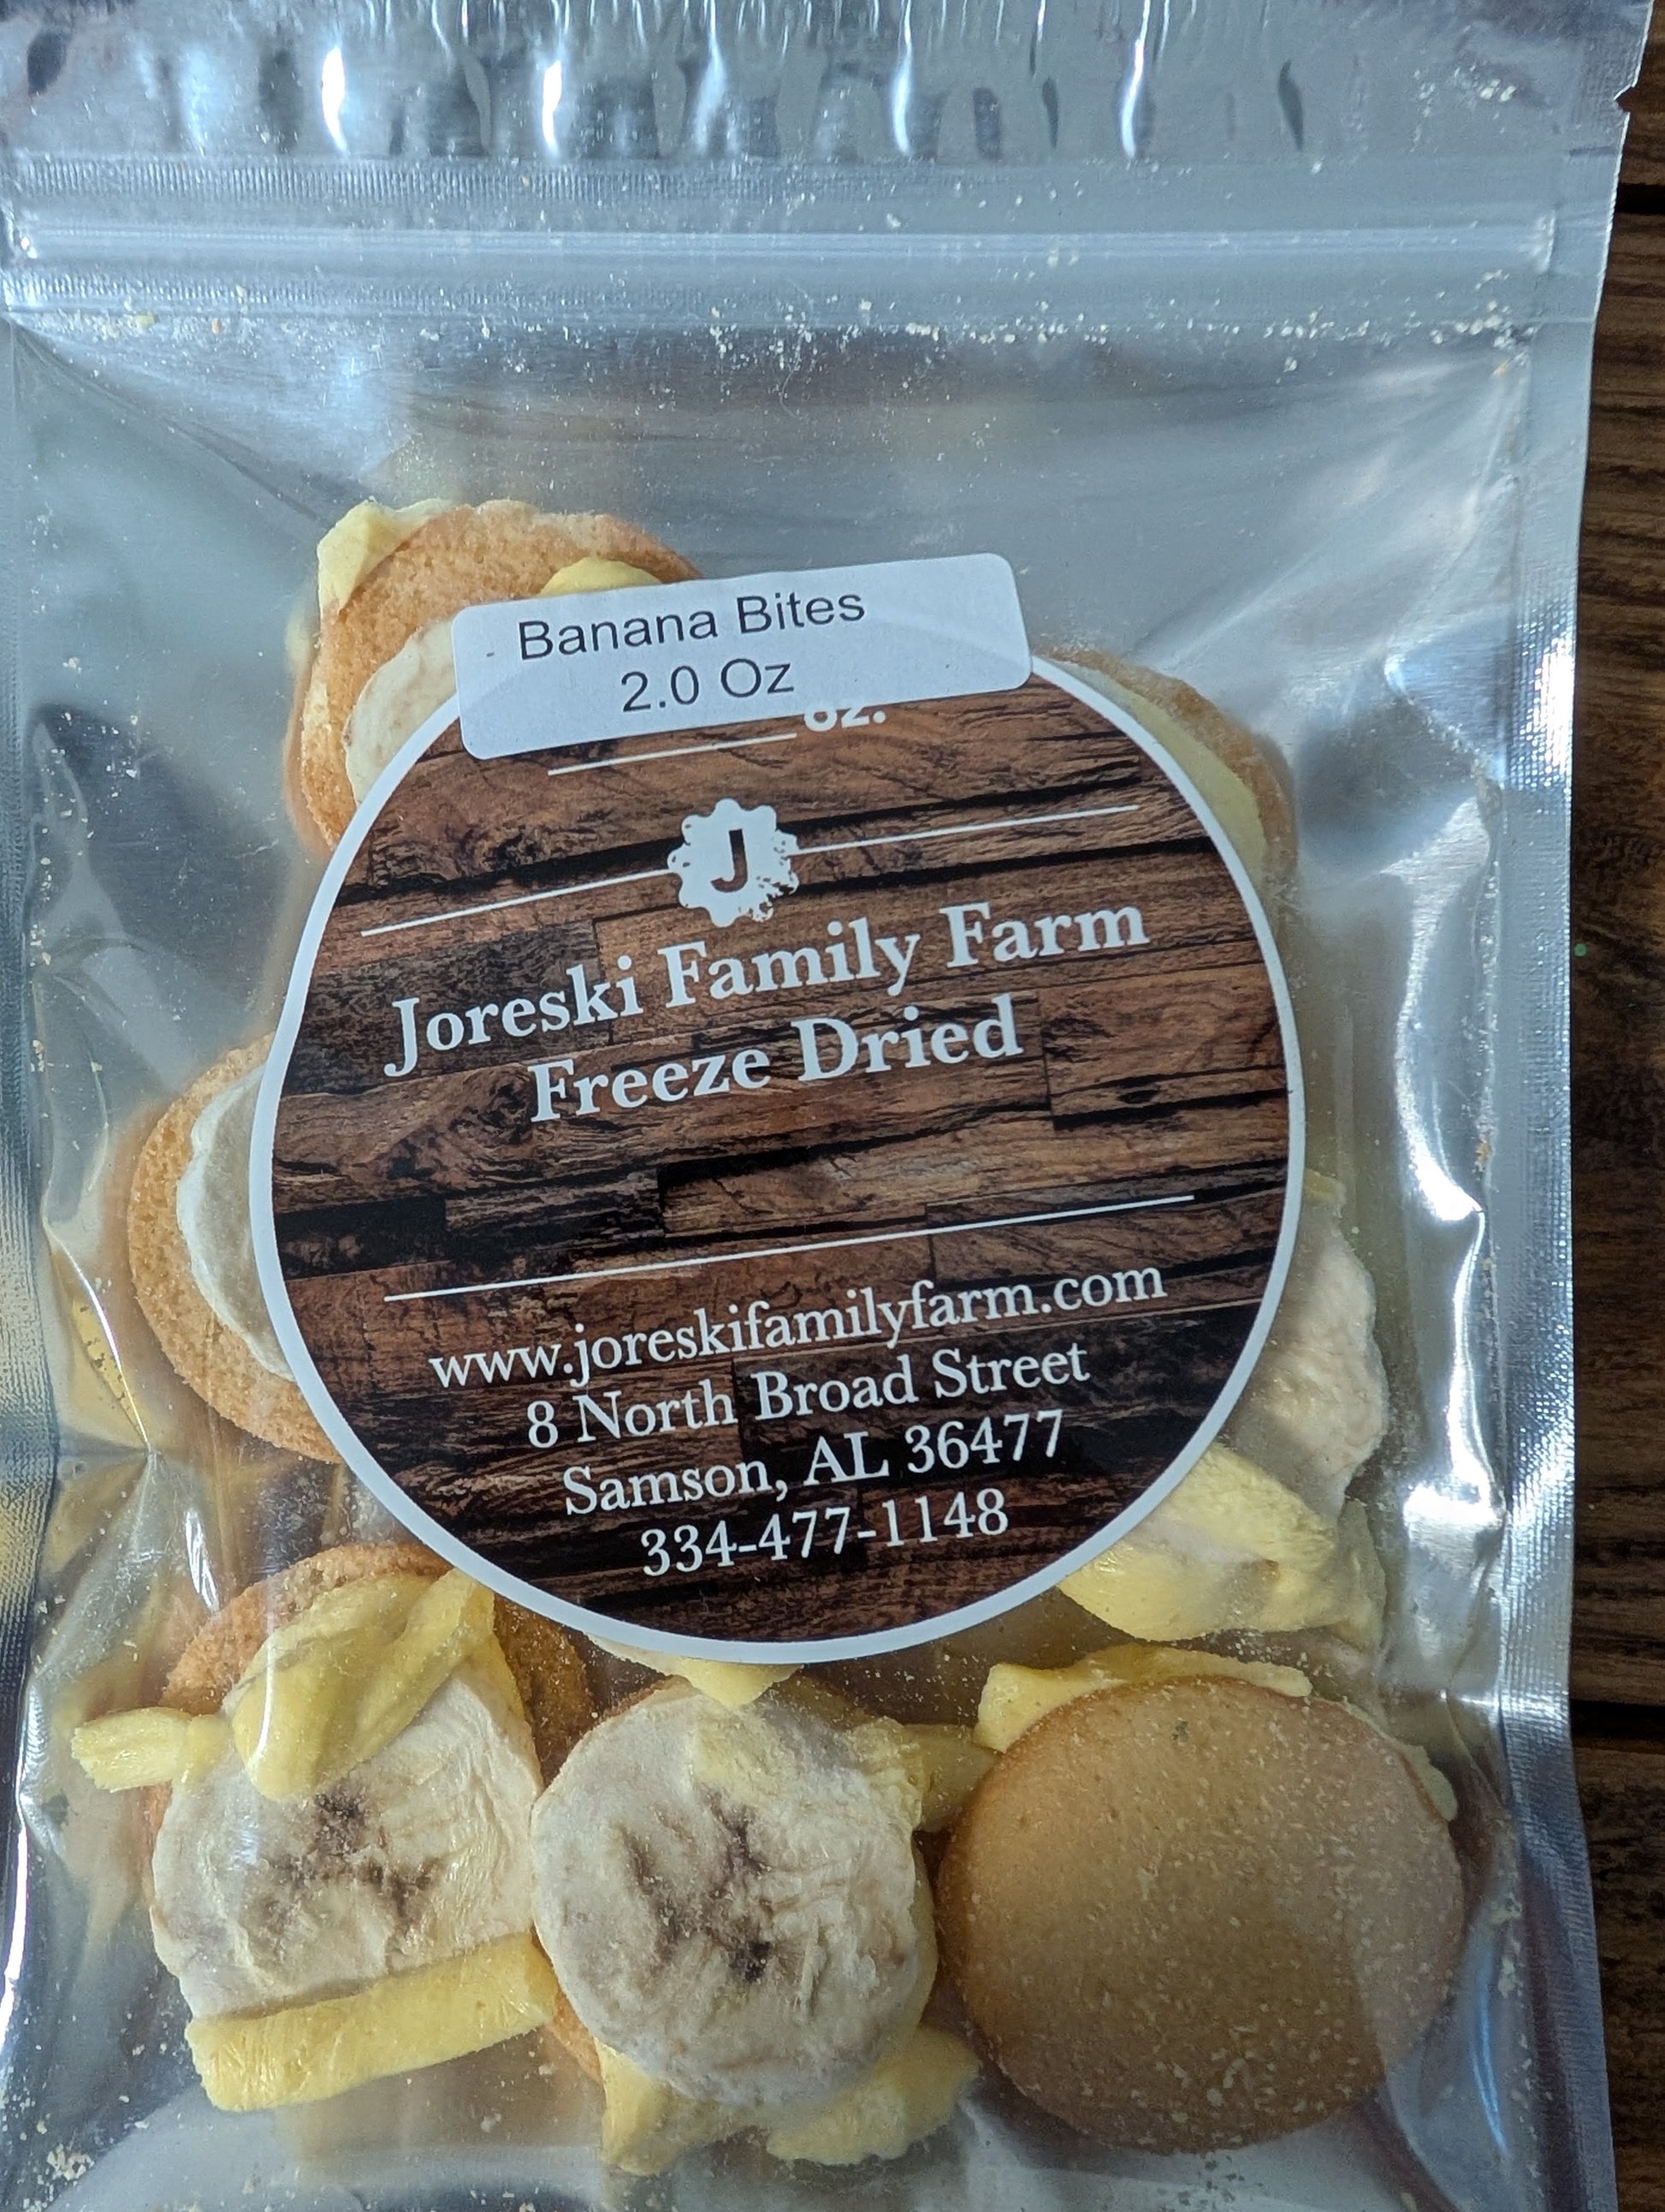 Banana Bites
2.0 Oz
oz.
J
Joreski Family Farm
Freeze Dried
www.joreskifamilyfarm.com
8 North Broad Street
Samson, AL 36477
334-477-1148